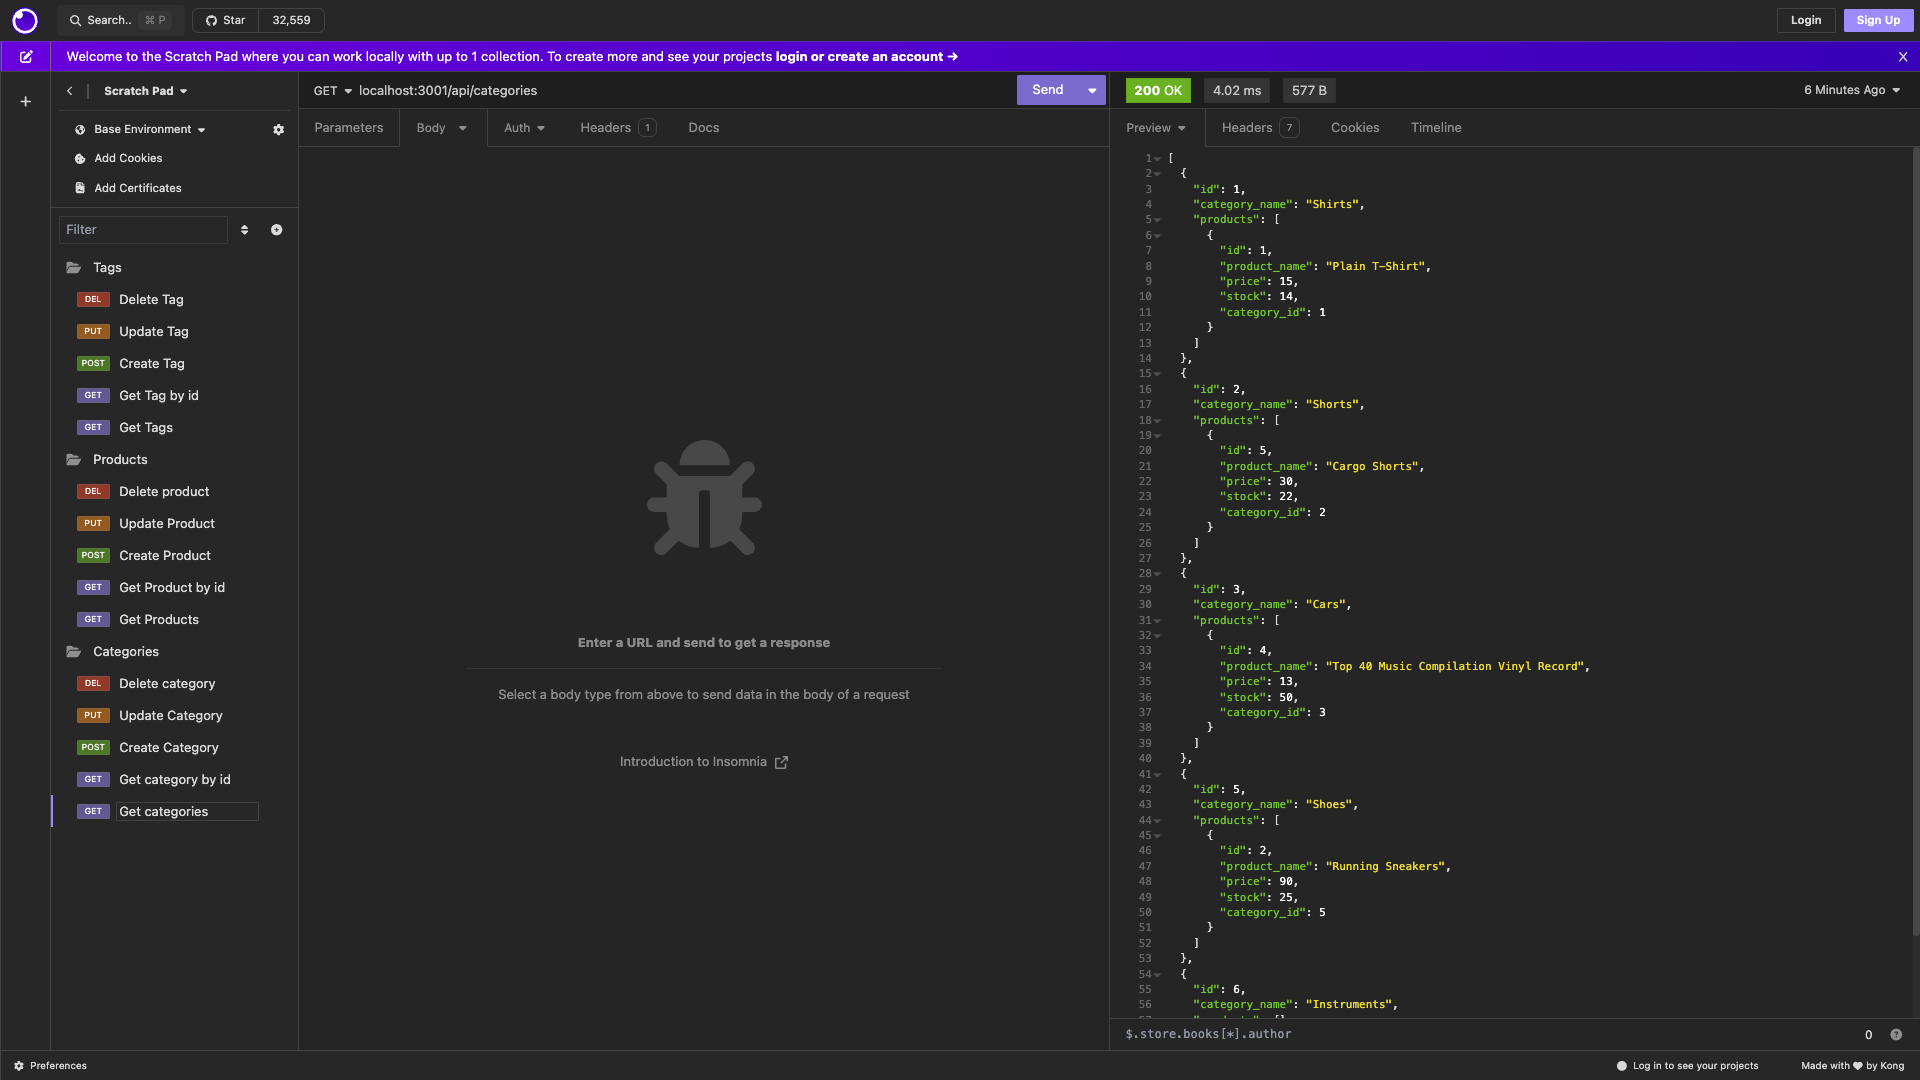 Search.. ⌘ P Star 32,559 Login Sign Up
Welcome to the Scratch Pad where you can work locally with up to 1 collection. To create more and see your projects login or create an account → X
Scratch Pad
Base Environment
Add Cookies
Add Certificates
Filter
Tags
DEL Delete Tag
PUT Update Tag
POST Create Tag
GET Get Tag by id
GET Get Tags
Products
DEL Delete product
PUT Update Product
POST Create Product
GET Get Product by id
GET Get Products
Categories
DEL Delete category
PUT Update Category
POST Create Category
GET Get category by id
GET Get categories
GET localhost:3001/api/categories Send
Parameters Body Auth Headers 1 Docs
Enter a URL and send to get a response
Select a body type from above to send data in the body of a request
Introduction to Insomnia
200 OK 4.02 ms 577 B 6 Minutes Ago
Preview Headers 7 Cookies Timeline
1 [
2 {
3 "id": 1,
4 "category_name": "Shirts",
5 "products": [
6 {
7 "id": 1,
8 "product_name": "Plain T-Shirt",
9 "price": 15,
10 "stock": 14,
11 "category_id": 1
12 }
13 ]
14 },
15 {
16 "id": 2,
17 "category_name": "Shorts",
18 "products": [
19 {
20 "id": 5,
21 "product_name": "Cargo Shorts",
22 "price": 30,
23 "stock": 22,
24 "category_id": 2
25 }
26 ]
27 },
28 {
29 "id": 3,
30 "category_name": "Cars",
31 "products": [
32 {
33 "id": 4,
34 "product_name": "Top 40 Music Compilation Vinyl Record",
35 "price": 13,
36 "stock": 50,
37 "category_id": 3
38 }
39 ]
40 },
41 {
42 "id": 5,
43 "category_name": "Shoes",
44 "products": [
45 {
46 "id": 2,
47 "product_name": "Running Sneakers",
48 "price": 90,
49 "stock": 25,
50 "category_id": 5
51 }
52 ]
53 },
54 {
55 "id": 6,
56 "category_name": "Instruments",
$.store.books[*].author 0
Preferences Log in to see your projects Made with ♥ by Kong